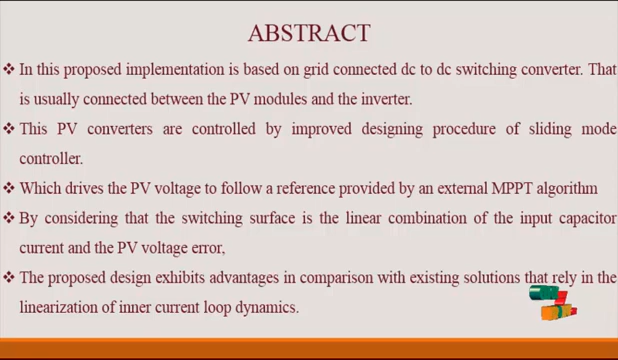 ABSTRACT
❖ In this proposed implementation is based on grid connected dc to dc switching converter. That
is usually connected between the PV modules and the inverter.
❖ This PV converters are controlled by improved designing procedure of sliding mode
controller.
❖ Which drives the PV voltage to follow a reference provided by an external MPPT algorithm
❖ By considering that the switching surface is the linear combination of the input capacitor
current and the PV voltage error,
❖ The proposed design exhibits advantages in comparison with existing solutions that rely in the
linearization of inner current loop dynamics.